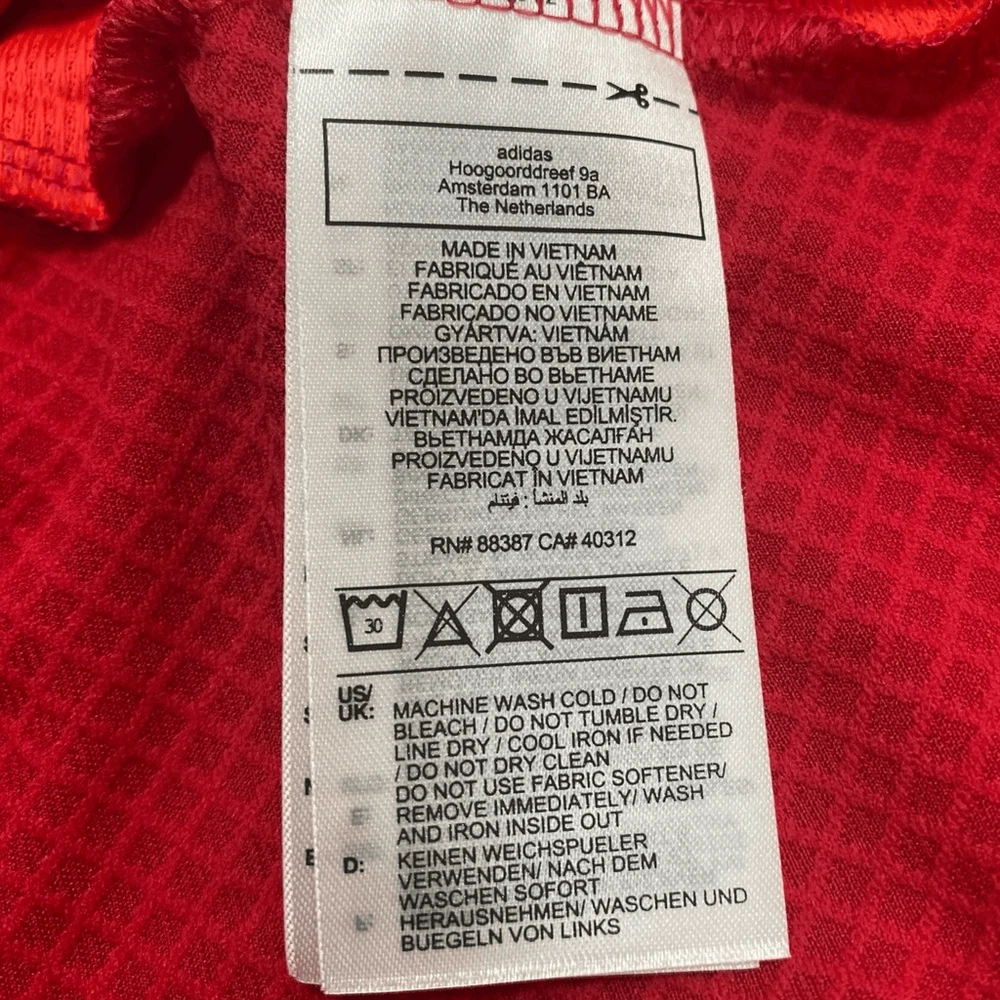 adidas
Hoogoorddreef 9a
Amsterdam 1101 BA
The Netherlands
MADE IN VIETNAM
FABRIQUÉ AU VIÊTNAM
FABRICADO EN VIETNAM
FABRICADO NO VIETNAME
GYÁRTVA: VIETNÁM
ПРОИЗВЕДЕНО ВЪВ ВИЕТНАМ
СДЕЛАНО ВО ВЬЕТНАМЕ
PROIZVEDENO U VIJETNAMU
VİETNAM'DA İMAL EDİLMİŞTİR.
ВЬЕТНАМДА ЖАСАЛҒАН
PROIZVEDENO U VIJETNAMU
FABRICAT ÎN VIETNAM
بلد المنشأ : فيتنام
RN# 88387 CA# 40312
30
US/
UK: MACHINE WASH COLD / DO NOT
BLEACH / DO NOT TUMBLE DRY /
LINE DRY / COOL IRON IF NEEDED
/ DO NOT DRY CLEAN
DO NOT USE FABRIC SOFTENER/
REMOVE IMMEDIATELY/ WASH
AND IRON INSIDE OUT
D: KEINEN WEICHSPUELER
VERWENDEN/ NACH DEM
WASCHEN SOFORT
HERAUSNEHMEN/ WASCHEN UND
BUEGELN VON LINKS